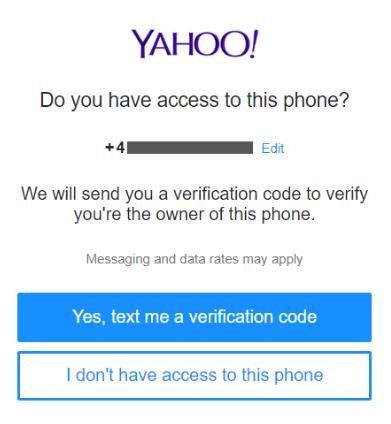 YAHOO!
Do you have access to this phone?
+4 Edit
We will send you a verification code to verify
you're the owner of this phone.
Messaging and data rates may apply
Yes, text me a verification code
I don't have access to this phone